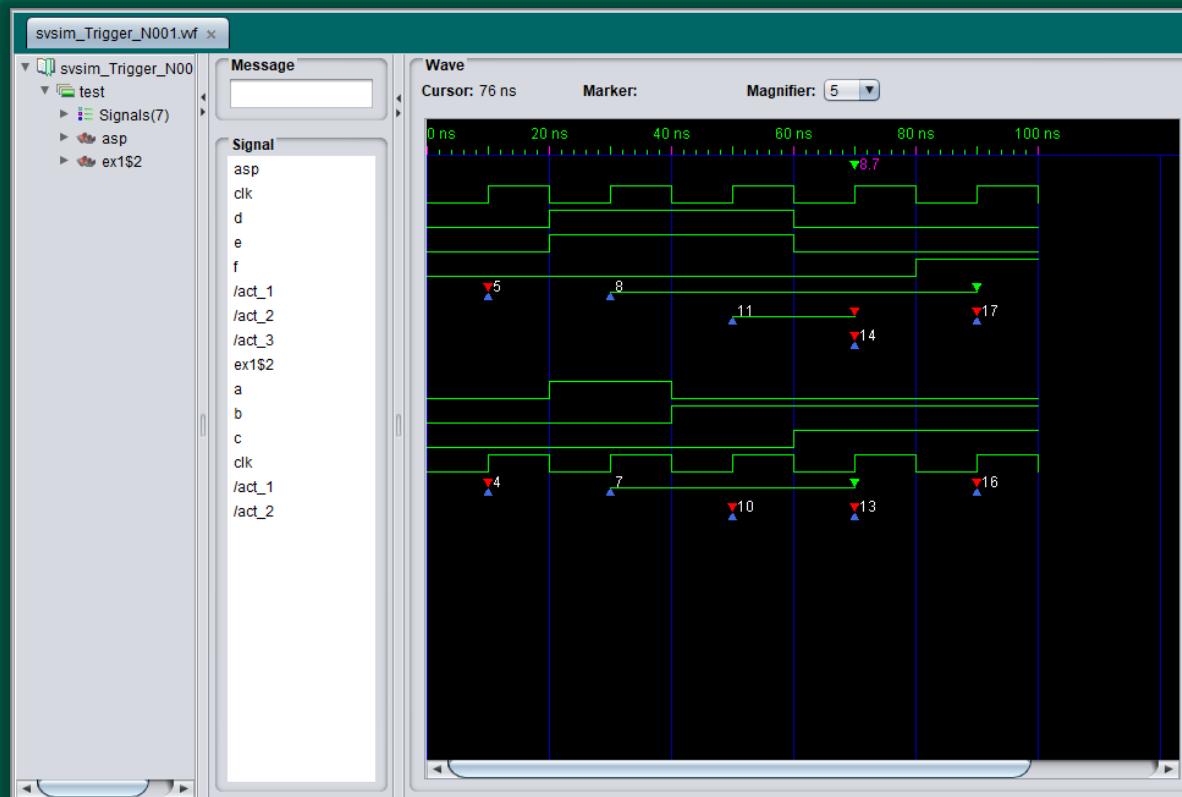 svsim_Trigger_N001.wf ×
svsim_Trigger_N00
test
Signals(7)
asp
ex1$2
Message
Signal
asp
clk
d
e
f
/act_1
/act_2
/act_3
ex1$2
a
b
c
clk
/act_1
/act_2
Wave
Cursor: 76 ns Marker: Magnifier: 5
0 ns 20 ns 40 ns 60 ns 80 ns 100 ns
8.7
5 8
11 17
14
4 7 16
10 13